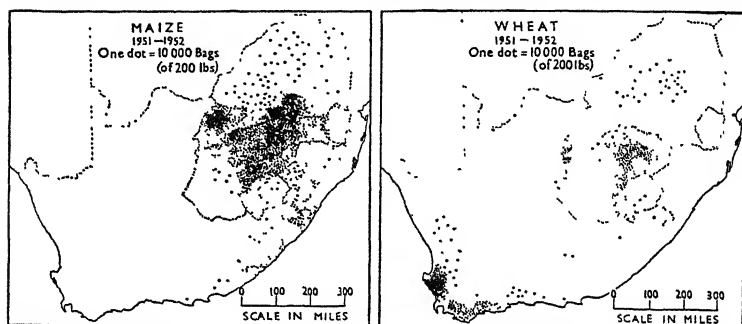 MAIZE
1951—1952
One dot = 10 000 Bags
(of 200 lbs)
0 100 200 300
SCALE IN MILES
WHEAT
1951—1952
One dot = 10 000 Bags
(of 200 lbs)
0 100 200 300
SCALE IN MILES